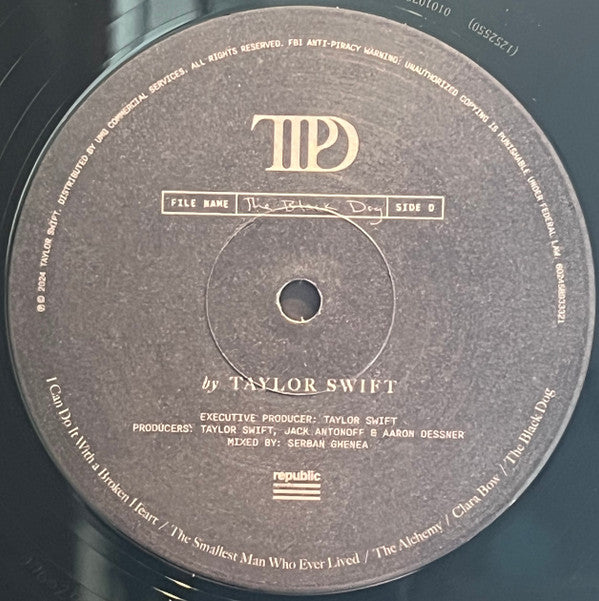 ℗ © 2024 TAYLOR SWIFT. DISTRIBUTED BY UMG COMMERCIAL SERVICES. ALL RIGHTS RESERVED. FBI ANTI-PIRACY WARNING: UNAUTHORIZED COPYING IS PUNISHABLE UNDER FEDERAL LAW. 602458933321
(12525550)
TTPD
FILE NAME The Black Dog SIDE D
by TAYLOR SWIFT
EXECUTIVE PRODUCER: TAYLOR SWIFT
PRODUCERS: TAYLOR SWIFT, JACK ANTONOFF & AARON DESSNER
MIXED BY: SERBAN GHENEA
republic
I Can Do It With a Broken Heart / The Smallest Man Who Ever Lived / The Alchemy / Clara Bow / The Black Dog